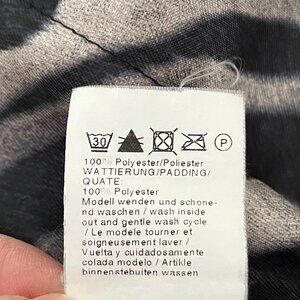 30
P
100% Polyester/Poliester
WATTIERUNG/PADDING/
QUATE:
100% Polyester
Modell wenden und schone-
nd waschen / wash inside
out and gentle wash cycle
/ Le modele tourner et
soigneusement laver /
Vuelta y cuidadosamente
colada modelo / Artikle
binnenstebuiten wassen